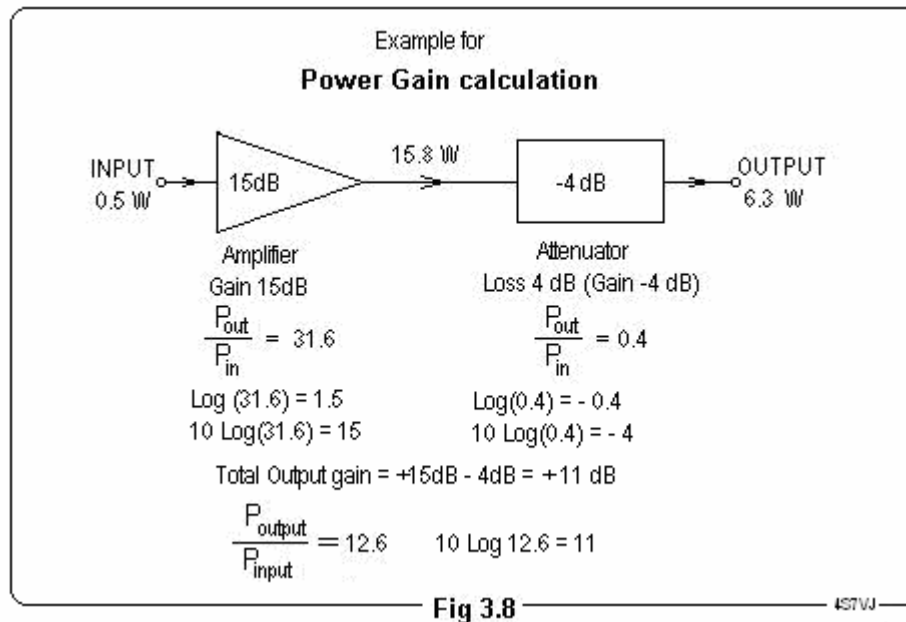 Example for
Power Gain calculation
INPUT
0.5 W
15dB
15.8 W
-4 dB
OUTPUT
6.3 W
Amplifier
Gain 15dB
Pout
Pin
= 31.6
Log (31.6) = 1.5
10 Log(31.6) = 15
Attenuator
Loss 4 dB (Gain -4 dB)
Pout
Pin
= 0.4
Log(0.4) = - 0.4
10 Log(0.4) = - 4
Total Output gain = +15dB - 4dB = +11 dB
Poutput
Pinput
= 12.6 10 Log 12.6 = 11
Fig 3.8
4S7VJ